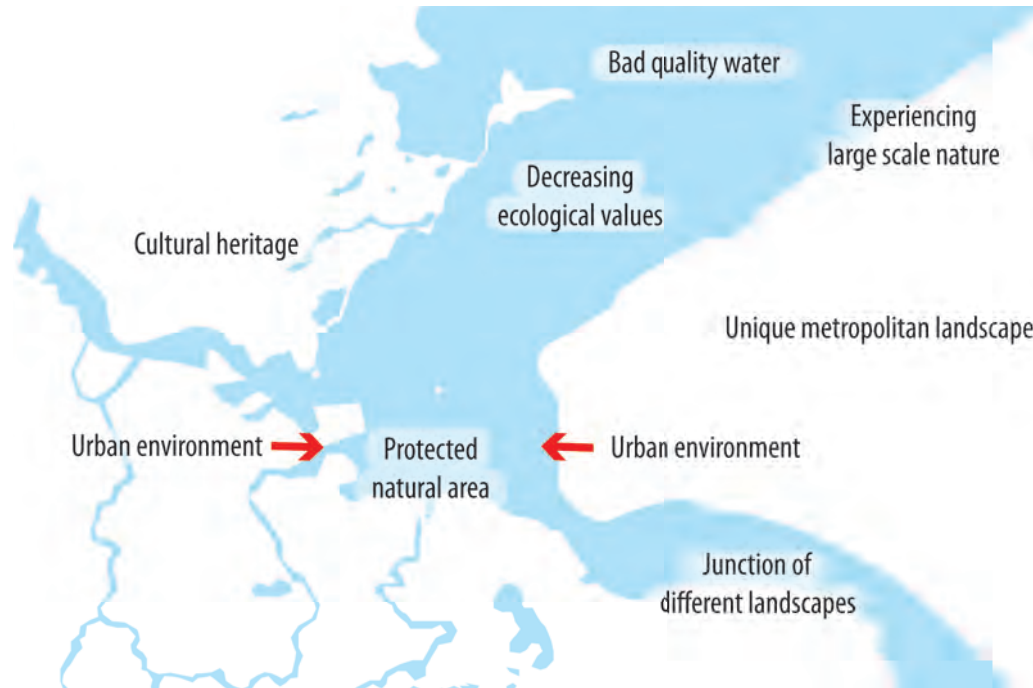 Bad quality water
Experiencing
large scale nature
Decreasing
ecological values
Cultural heritage
Unique metropolitan landscape
Urban environment
Protected
natural area
Urban environment
Junction of
different landscapes